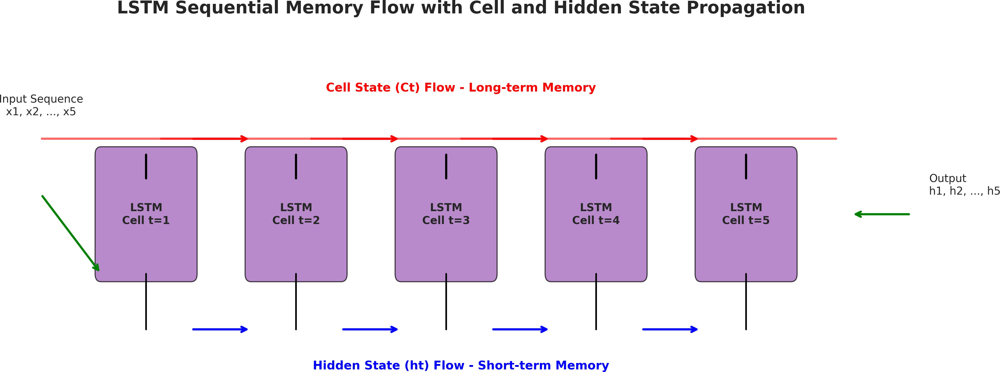 LSTM Sequential Memory Flow with Cell and Hidden State Propagation
Cell State (Ct) Flow - Long-term Memory
Input Sequence
x1, x2, ..., x5
LSTM
Cell t=1
LSTM
Cell t=2
LSTM
Cell t=3
LSTM
Cell t=4
LSTM
Cell t=5
Output
h1, h2, ..., h5
Hidden State (ht) Flow - Short-term Memory